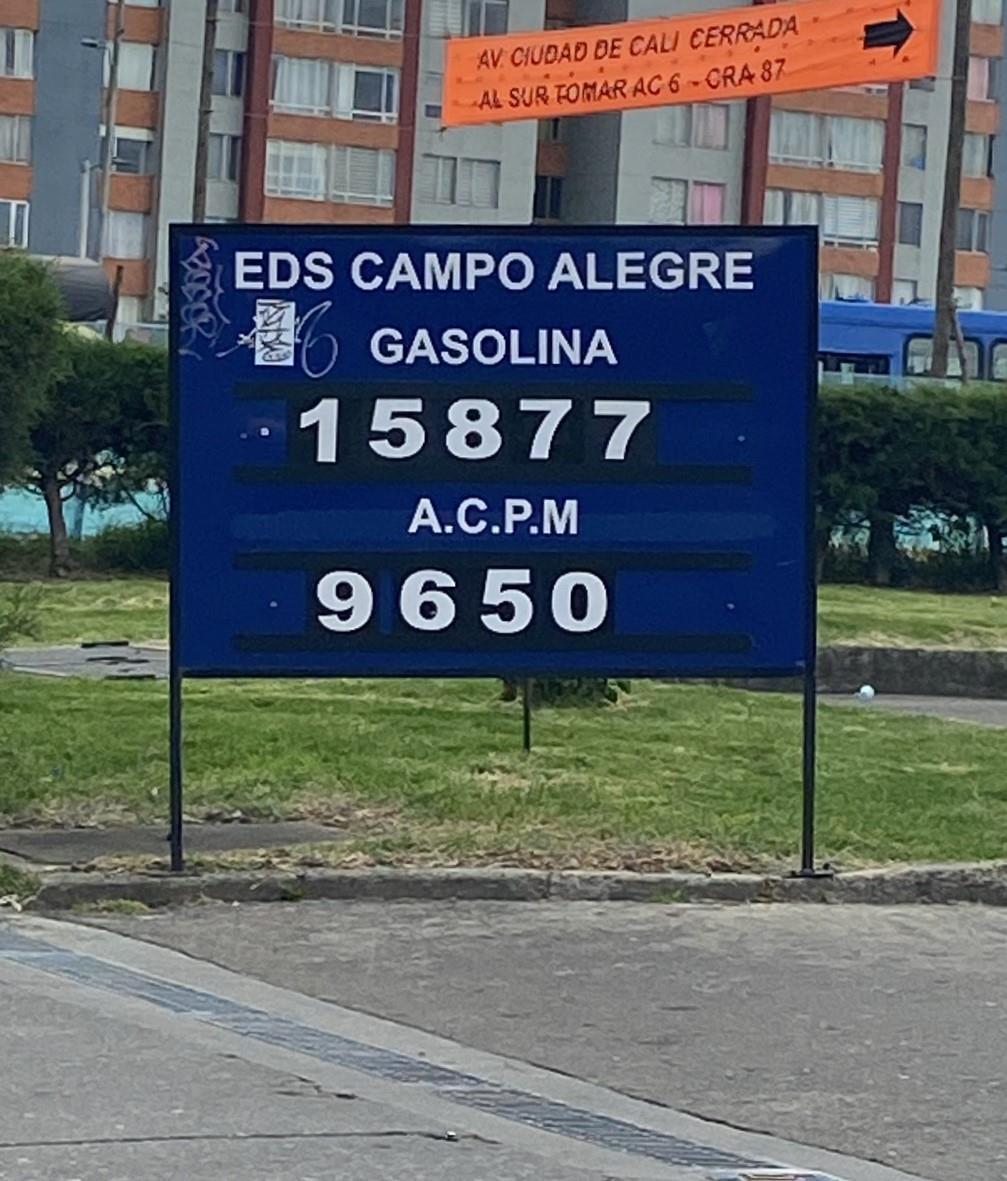 AV. CIUDAD DE CALI CERRADA
AL SUR TOMAR AC 6 - CRA 87
EDS CAMPO ALEGRE
GASOLINA
15877
A.C.P.M
9650